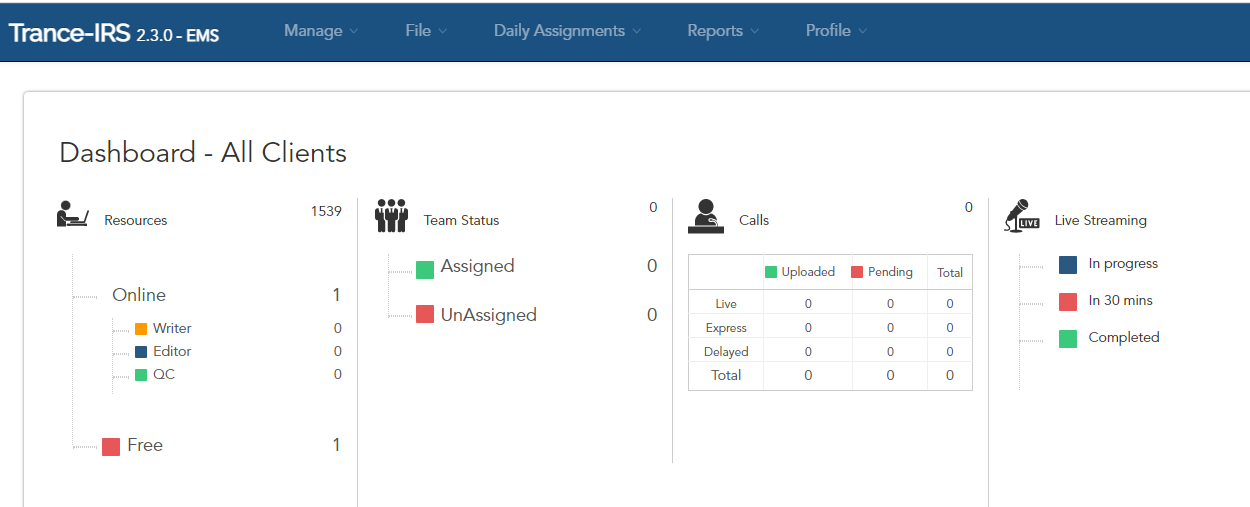 Trance-IRS 2.3.0 - EMS Manage File Daily Assignments Reports Profile
Dashboard - All Clients
Resources 1539
Online 1
Writer 0
Editor 0
QC 0
Free 1
Team Status 0
Assigned 0
UnAssigned 0
Calls 0
Uploaded Pending Total
Live 0 0 0
Express 0 0 0
Delayed 0 0 0
Total 0 0 0
LIVE Live Streaming
In progress
In 30 mins
Completed